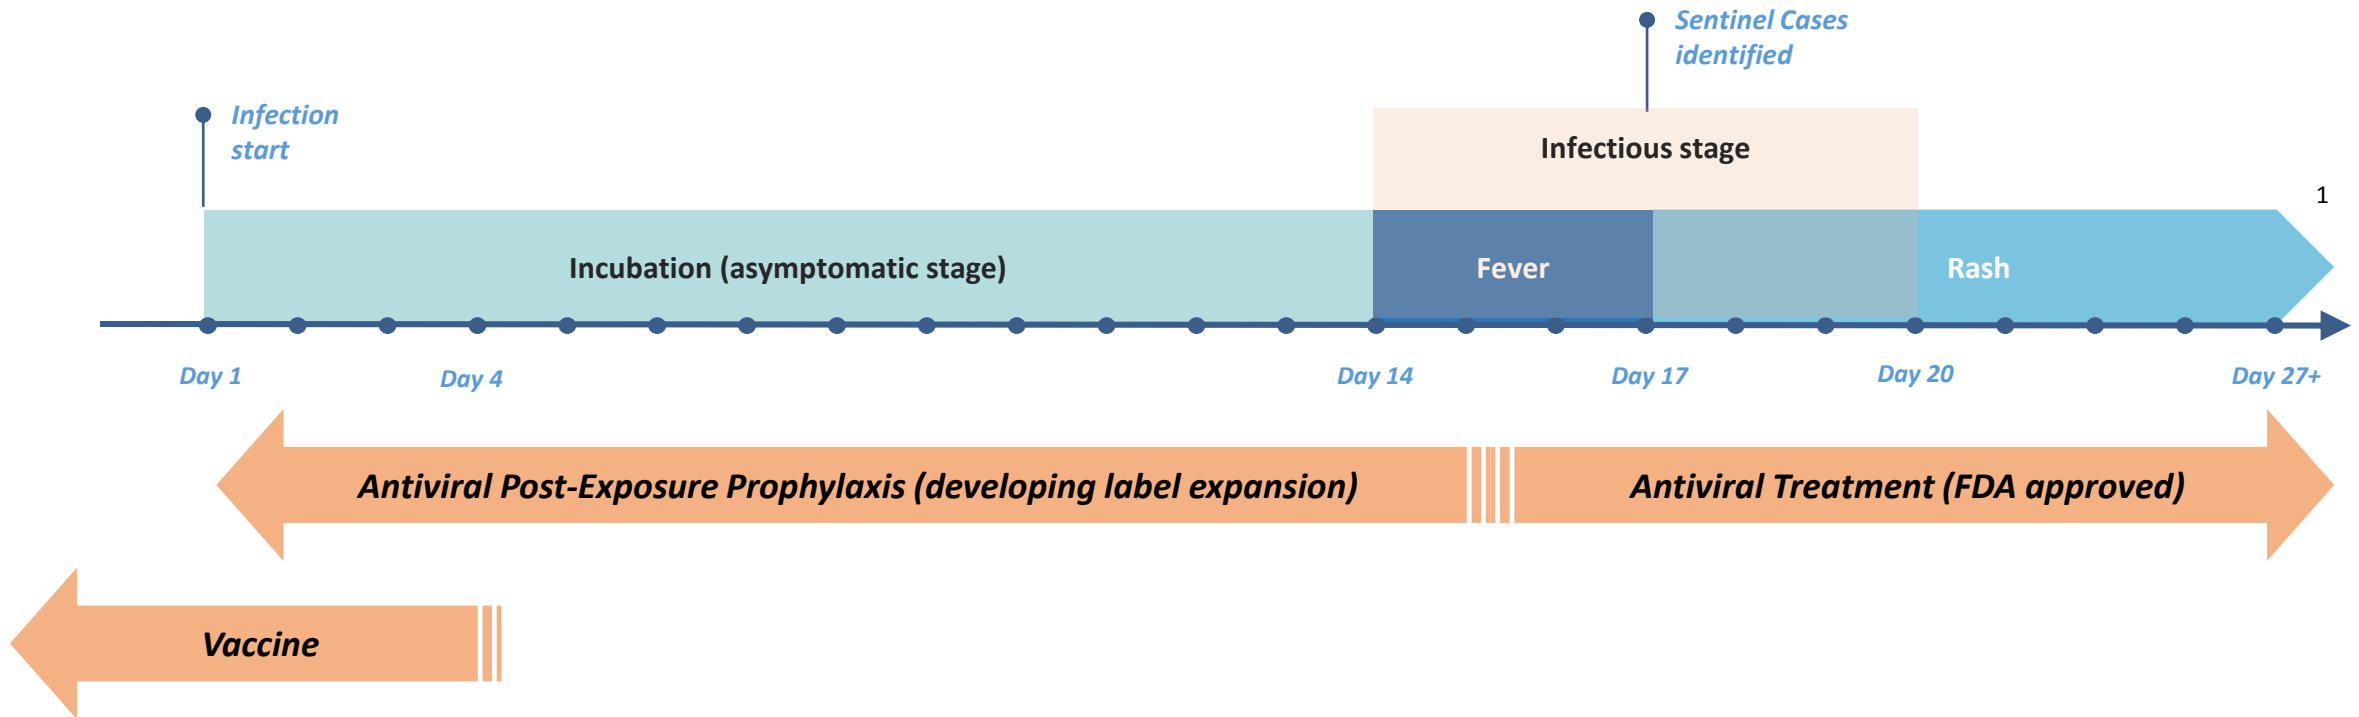 Sentinel Cases
identified
Infection
start
Infectious stage
1
Incubation (asymptomatic stage)
Fever
Rash
Day 1
Day 4
Day 14
Day 17
Day 20
Day 27+
Antiviral Post-Exposure Prophylaxis (developing label expansion)
Antiviral Treatment (FDA approved)
Vaccine